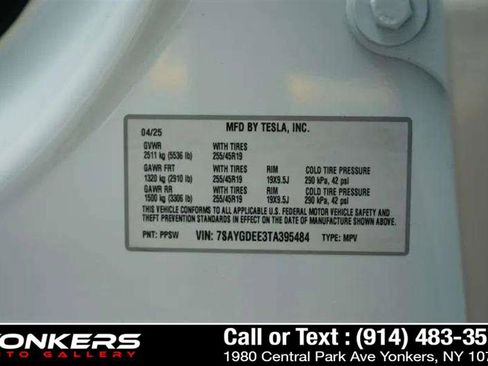 04/25 MFD BY TESLA, INC.
GVWR WITH TIRES
2511 kg (5536 lb) 255/45R19
GAWR FRT WITH TIRES RIM COLD TIRE PRESSURE
1320 kg (2910 lb) 255/45R19 19X9.5J 290 kPa, 42 psi
GAWR RR WITH TIRES RIM COLD TIRE PRESSURE
1500 kg (3306 lb) 255/45R19 19X9.5J 290 kPa, 42 psi
THIS VEHICLE CONFORMS TO ALL APPLICABLE U.S. FEDERAL MOTOR VEHICLE SAFETY AND
THEFT PREVENTION STANDARDS IN EFFECT ON THE DATE OF MANUFACTURE SHOWN ABOVE.
PNT: PPSW VIN: 7SAYGDEE3TA395484 TYPE: MPV
YONKERS
AUTO GALLERY
Call or Text : (914) 483-35
1980 Central Park Ave Yonkers, NY 107